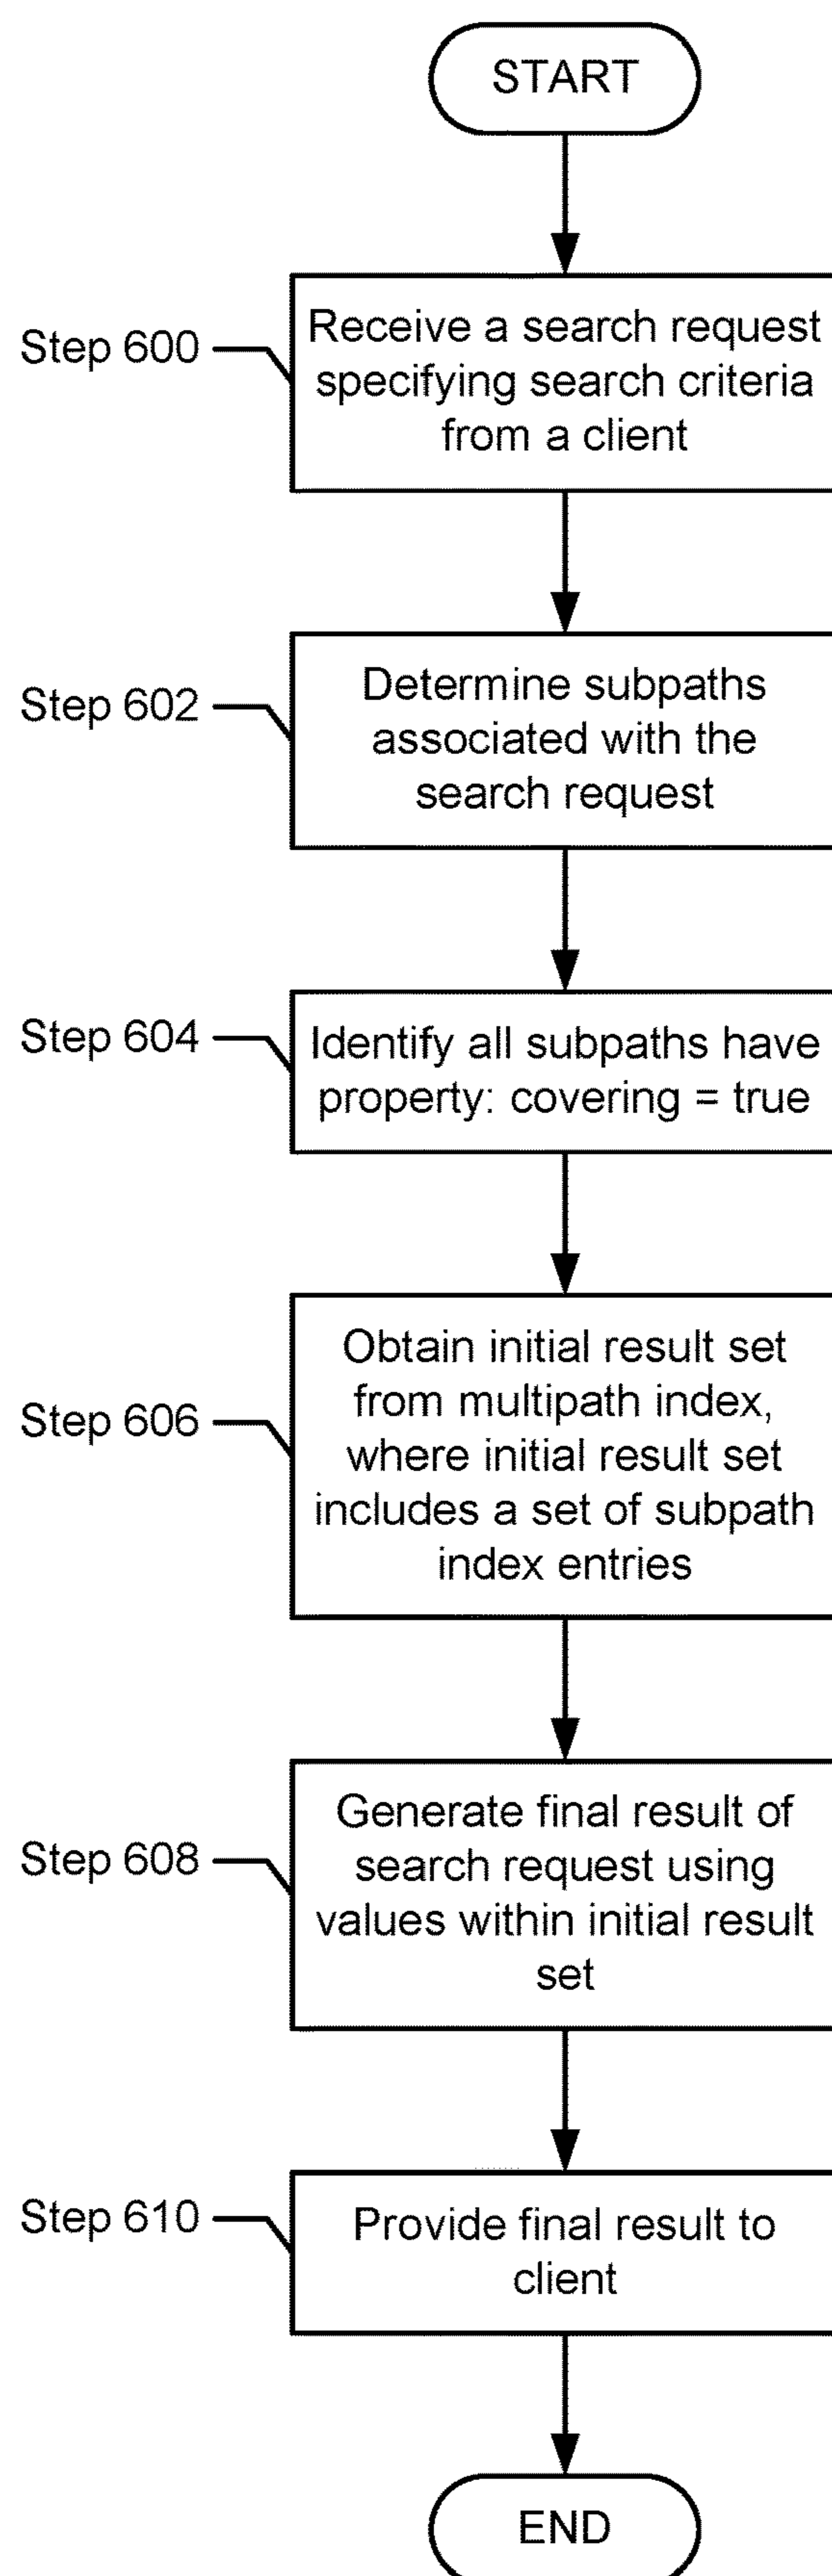 START
Step 600
Receive a search request
specifying search criteria
from a client
Step 602
Determine subpaths
associated with the
search request
Step 604
Identify all subpaths have
property: covering = true
Step 606
Obtain initial result set
from multipath index,
where initial result set
includes a set of subpath
index entries
Step 608
Generate final result of
search request using
values within initial result
set
Step 610
Provide final result to
client
END